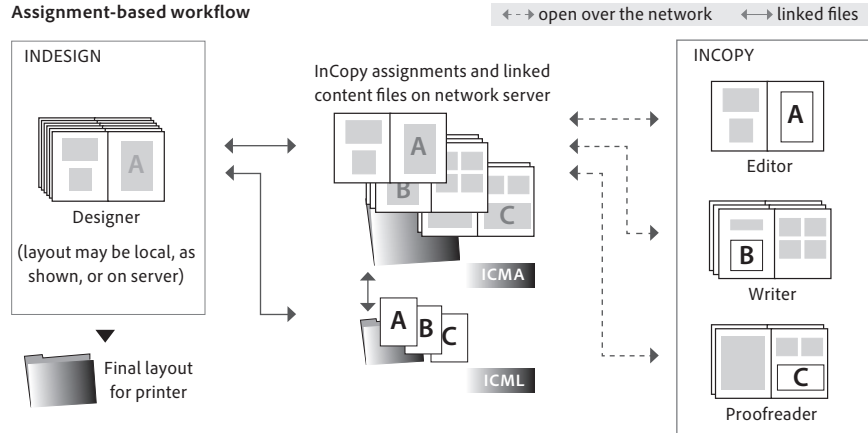 Assignment-based workflow
open over the network
linked files
INDESIGN
A
Designer
(layout may be local, as
shown, or on server)
Final layout
for printer
InCopy assignments and linked
content files on network server
A
B
C
ICMA
A
B
C
ICML
INCOPY
A
Editor
B
Writer
C
Proofreader